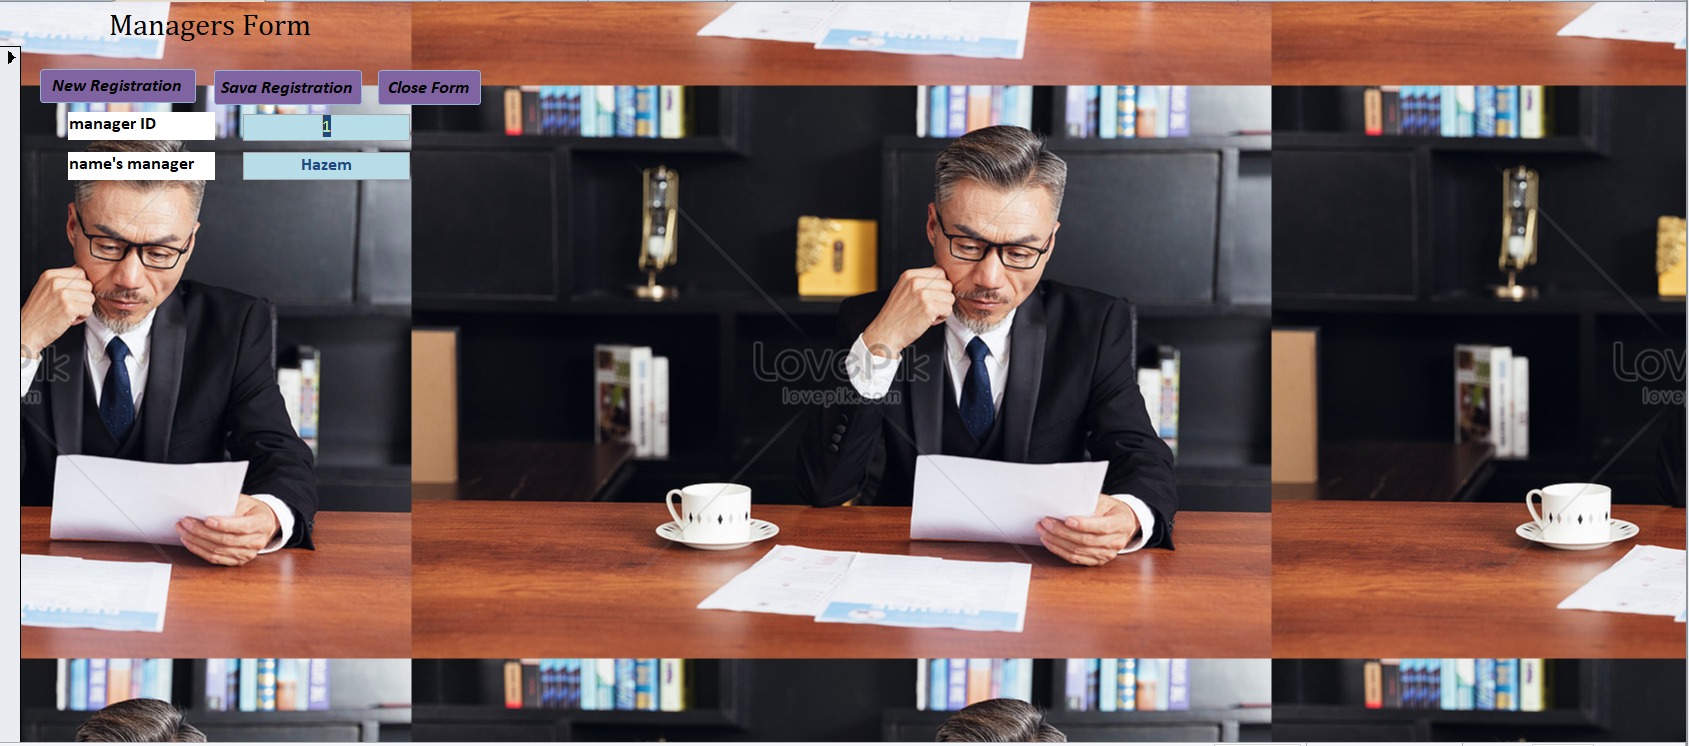 Managers Form
New Registration
Sava Registration
Close Form
manager ID
1
name's manager
Hazem
LovePik
lovepik.com